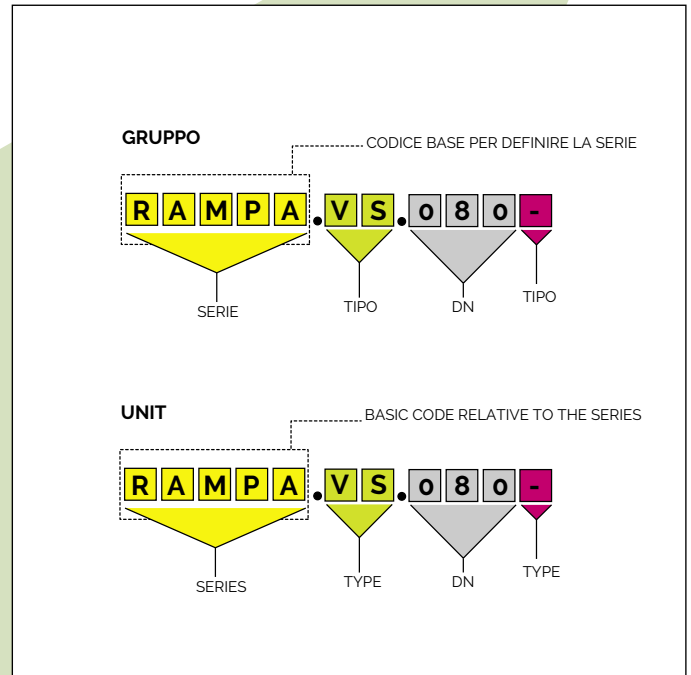 GRUPPO
CODICE BASE PER DEFINIRE LA SERIE
RAMPA.VS.080-
SERIE TIPO DN TIPO
UNIT
BASIC CODE RELATIVE TO THE SERIES
RAMPA.VS.080-
SERIES TYPE DN TYPE